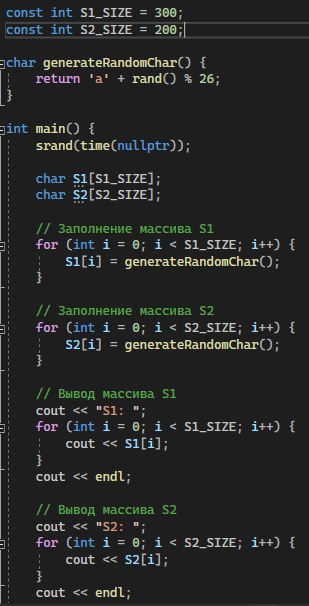 const int S1_SIZE = 300;
const int S2_SIZE = 200;
char generateRandomChar() {
return 'a' + rand() % 26;
}
int main() {
srand(time(nullptr));
char S1[S1_SIZE];
char S2[S2_SIZE];
// Заполнение массива S1
for (int i = 0; i < S1_SIZE; i++) {
S1[i] = generateRandomChar();
}
// Заполнение массива S2
for (int i = 0; i < S2_SIZE; i++) {
S2[i] = generateRandomChar();
}
// Вывод массива S1
cout << "S1: ";
for (int i = 0; i < S1_SIZE; i++) {
cout << S1[i];
}
cout << endl;
// Вывод массива S2
cout << "S2: ";
for (int i = 0; i < S2_SIZE; i++) {
cout << S2[i];
}
cout << endl;